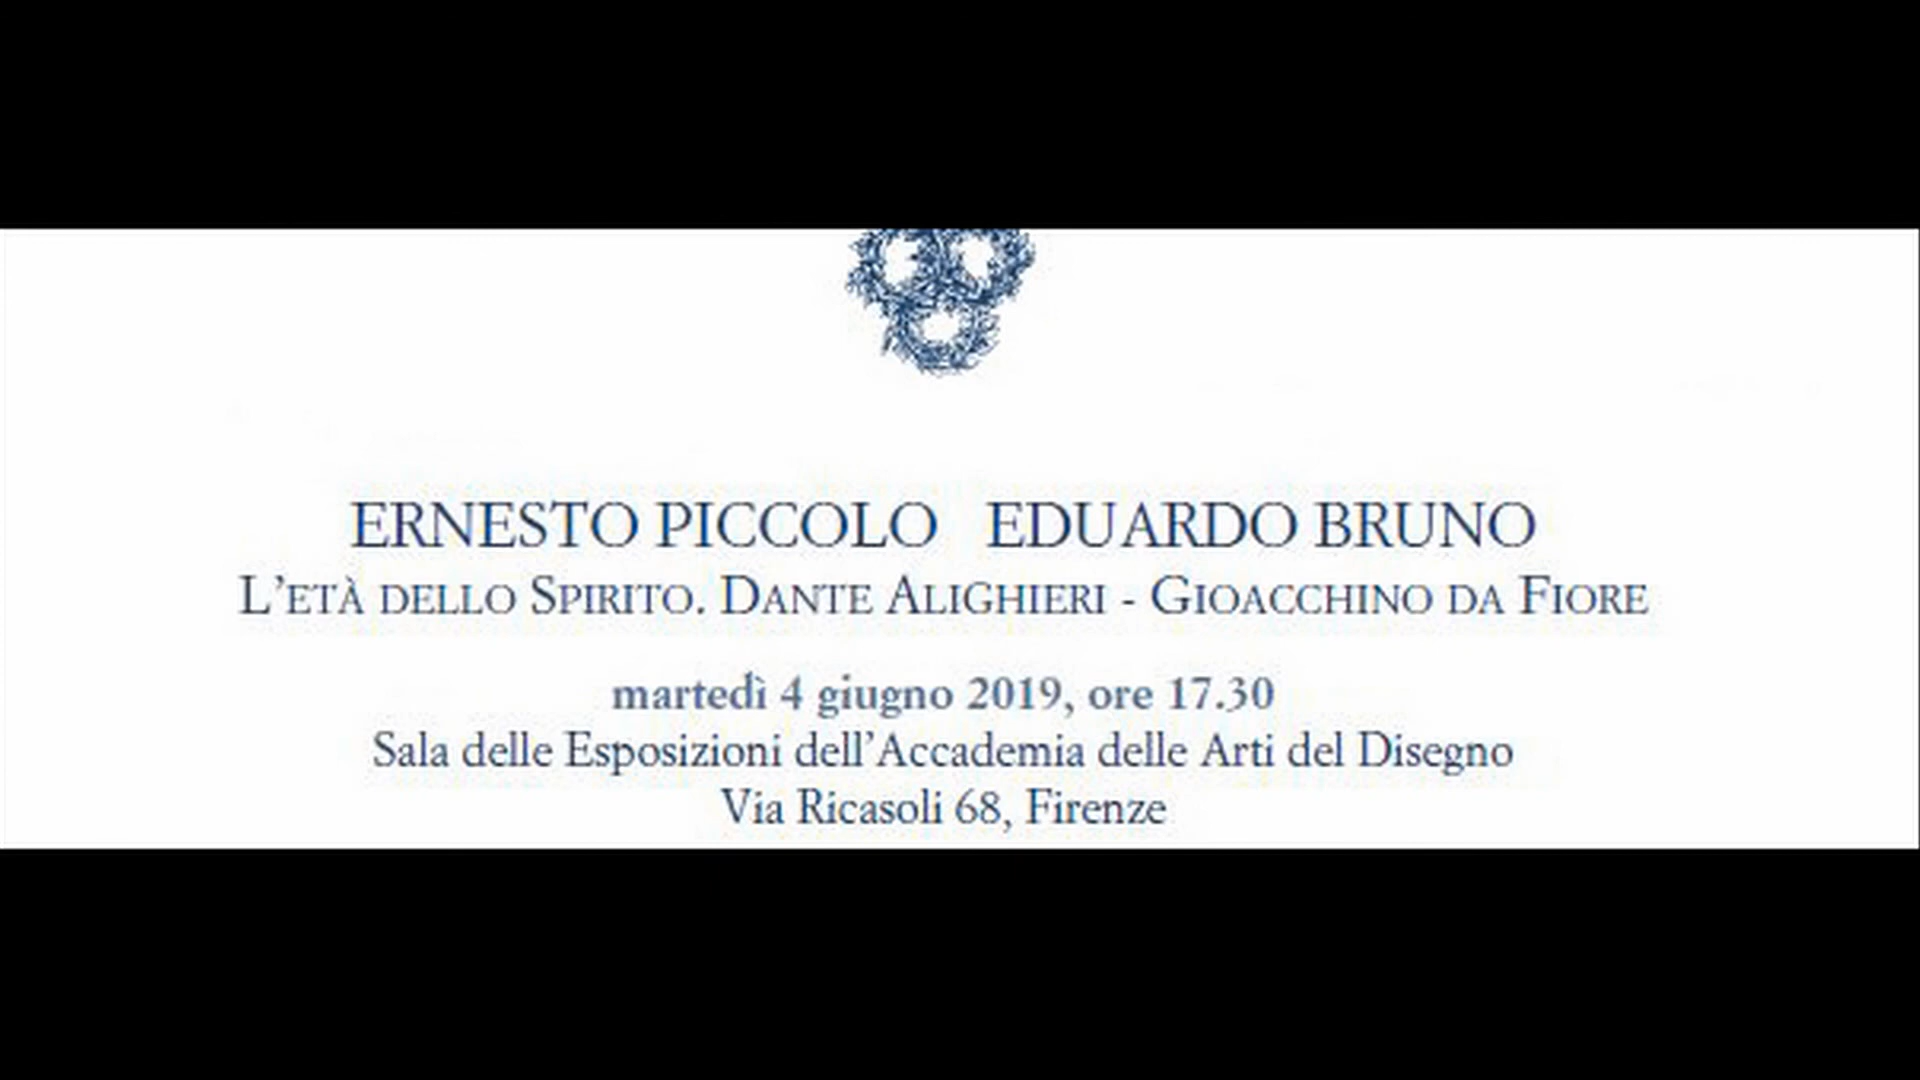 ERNESTO PICCOLO EDUARDO BRUNO
L'ETÀ DELLO SPIRITO. DANTE ALIGHIERI - GIOACCHINO DA FIORE
martedì 4 giugno 2019, ore 17.30
Sala delle Esposizioni dell'Accademia delle Arti del Disegno
Via Ricasoli 68, Firenze